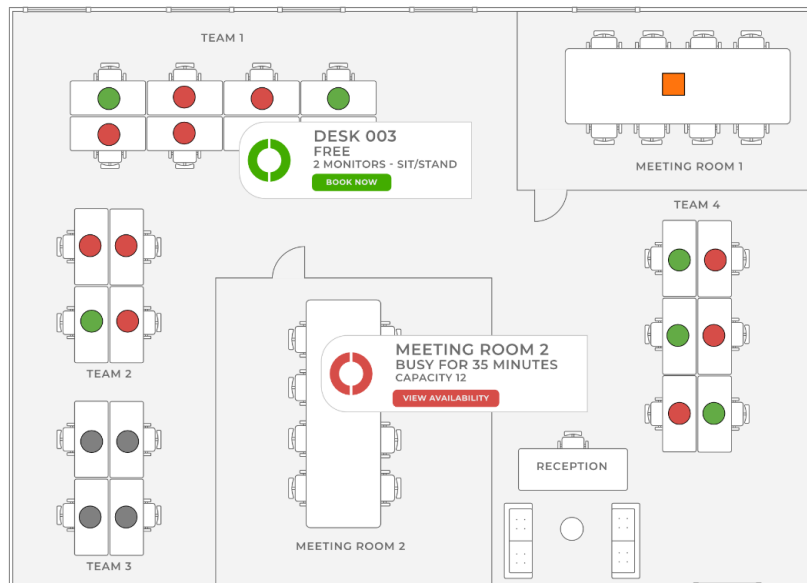 TEAM 1
DESK 003
FREE
2 MONITORS - SIT/STAND
BOOK NOW
MEETING ROOM 1
TEAM 4
TEAM 2
MEETING ROOM 2
BUSY FOR 35 MINUTES
CAPACITY 12
VIEW AVAILABILITY
RECEPTION
MEETING ROOM 2
TEAM 3